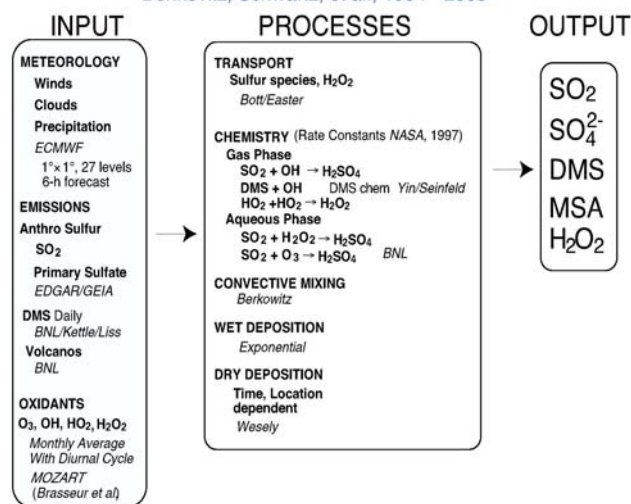 INPUT
METEOROLOGY
Winds
Clouds
Precipitation
ECMWF
1°x1°, 27 levels
6-h forecast
EMISSIONS
Anthro Sulfur
SO₂
Primary Sulfate
EDGAR/GEIA
DMS Daily
BNL/Kettle/Liss
Volcanos
BNL
OXIDANTS
O₃, OH, HO₂, H₂O₂
Monthly Average
With Diurnal Cycle
MOZART
(Brasseur et al)
PROCESSES
TRANSPORT
Sulfur species, H₂O₂
Bott/Easter
CHEMISTRY (Rate Constants NASA, 1997)
Gas Phase
SO₂ + OH → H₂SO₄
DMS + OH DMS chem Yin/Seinfeld
HO₂ +HO₂ → H₂O₂
Aqueous Phase
SO₂ + H₂O₂→ H₂SO₄
SO₂ + O₃→ H₂SO₄ BNL
CONVECTIVE MIXING
Berkowitz
WET DEPOSITION
Exponential
DRY DEPOSITION
Time, Location
dependent
Wesely
OUTPUT
SO₂
SO₄²⁻
DMS
MSA
H₂O₂